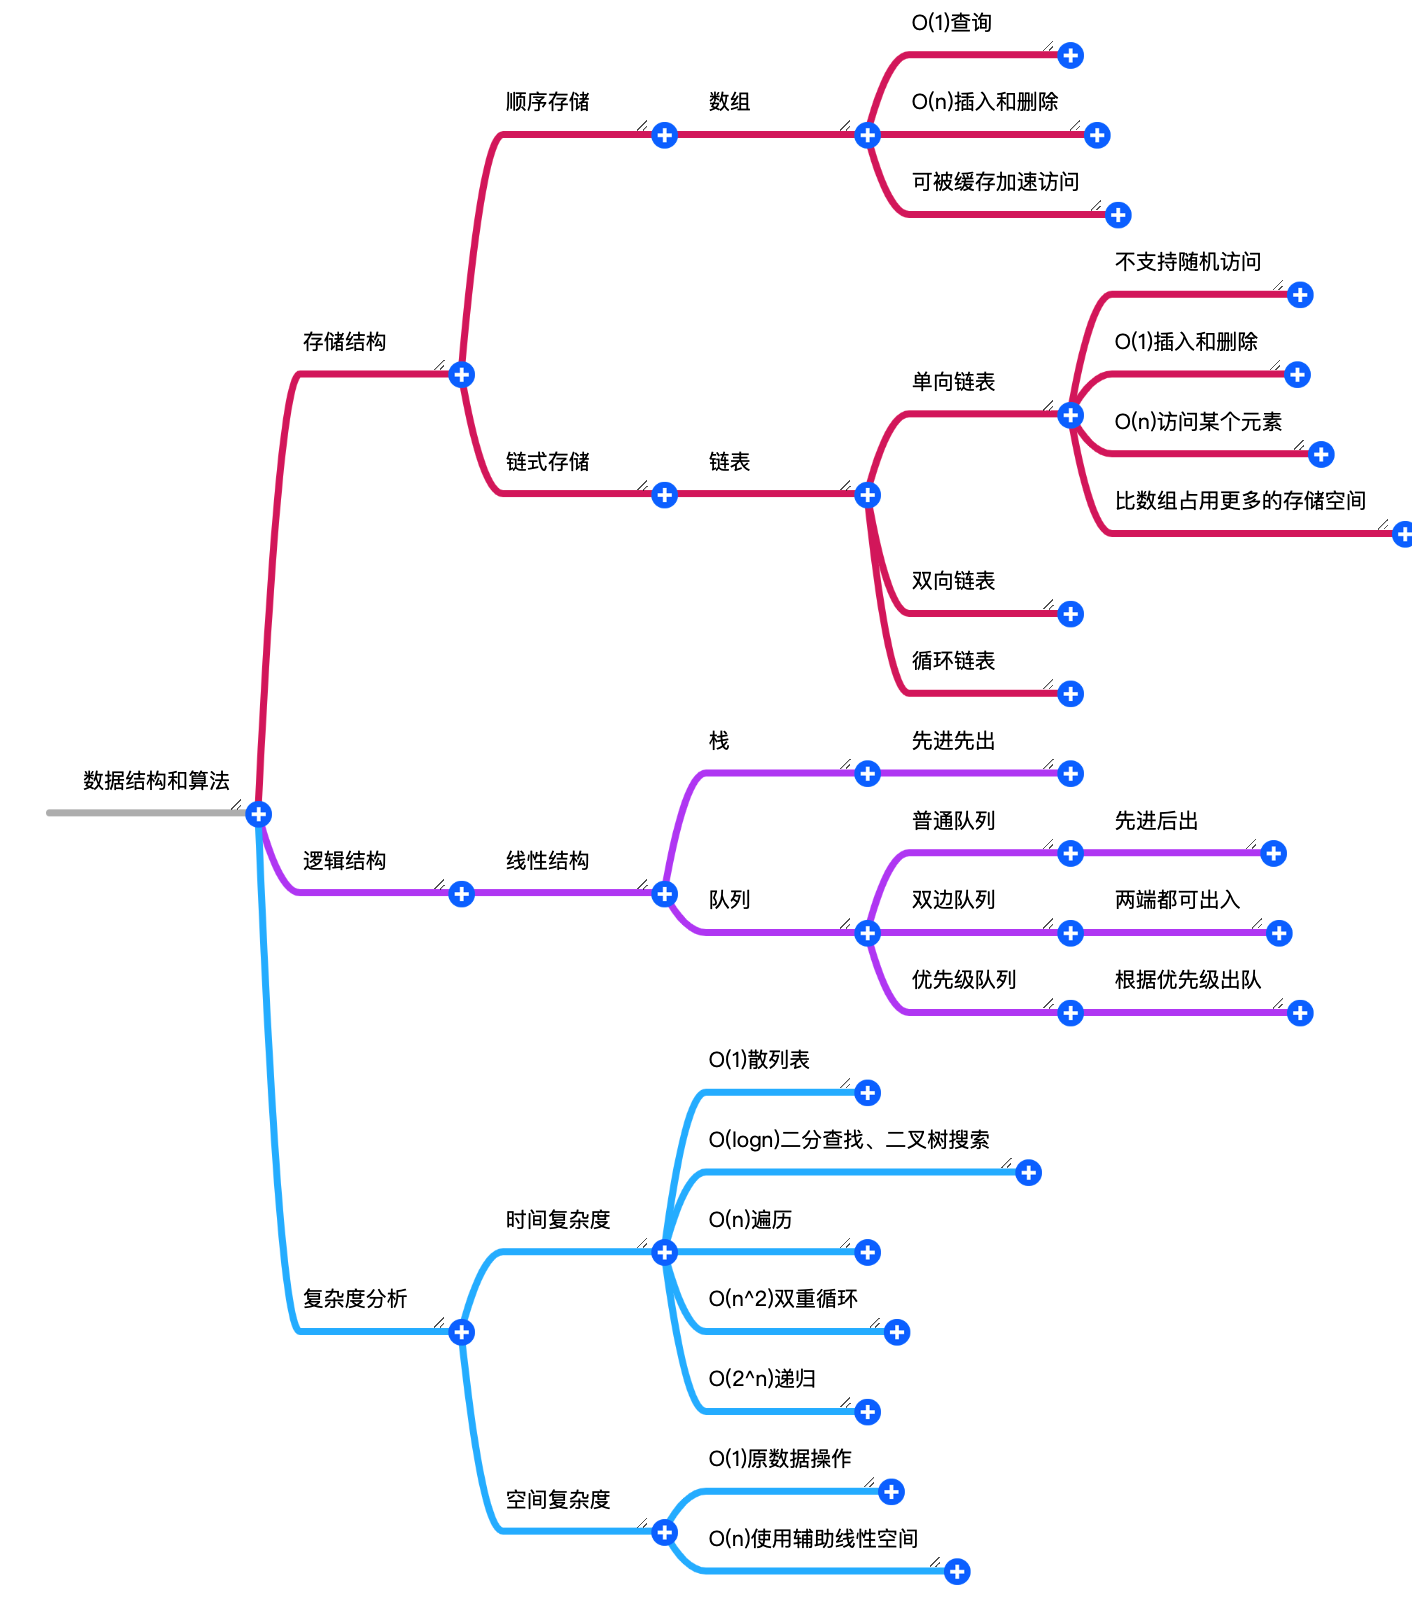 数据结构和算法
存储结构
顺序存储
数组
O(1)查询
O(n)插入和删除
可被缓存加速访问
链式存储
链表
单向链表
不支持随机访问
O(1)插入和删除
O(n)访问某个元素
比数组占用更多的存储空间
双向链表
循环链表
逻辑结构
线性结构
栈
先进先出
队列
普通队列
先进后出
双边队列
两端都可出入
优先级队列
根据优先级出队
复杂度分析
时间复杂度
O(1)散列表
O(logn)二分查找、二叉树搜索
O(n)遍历
O(n^2)双重循环
O(2^n)递归
空间复杂度
O(1)原数据操作
O(n)使用辅助线性空间